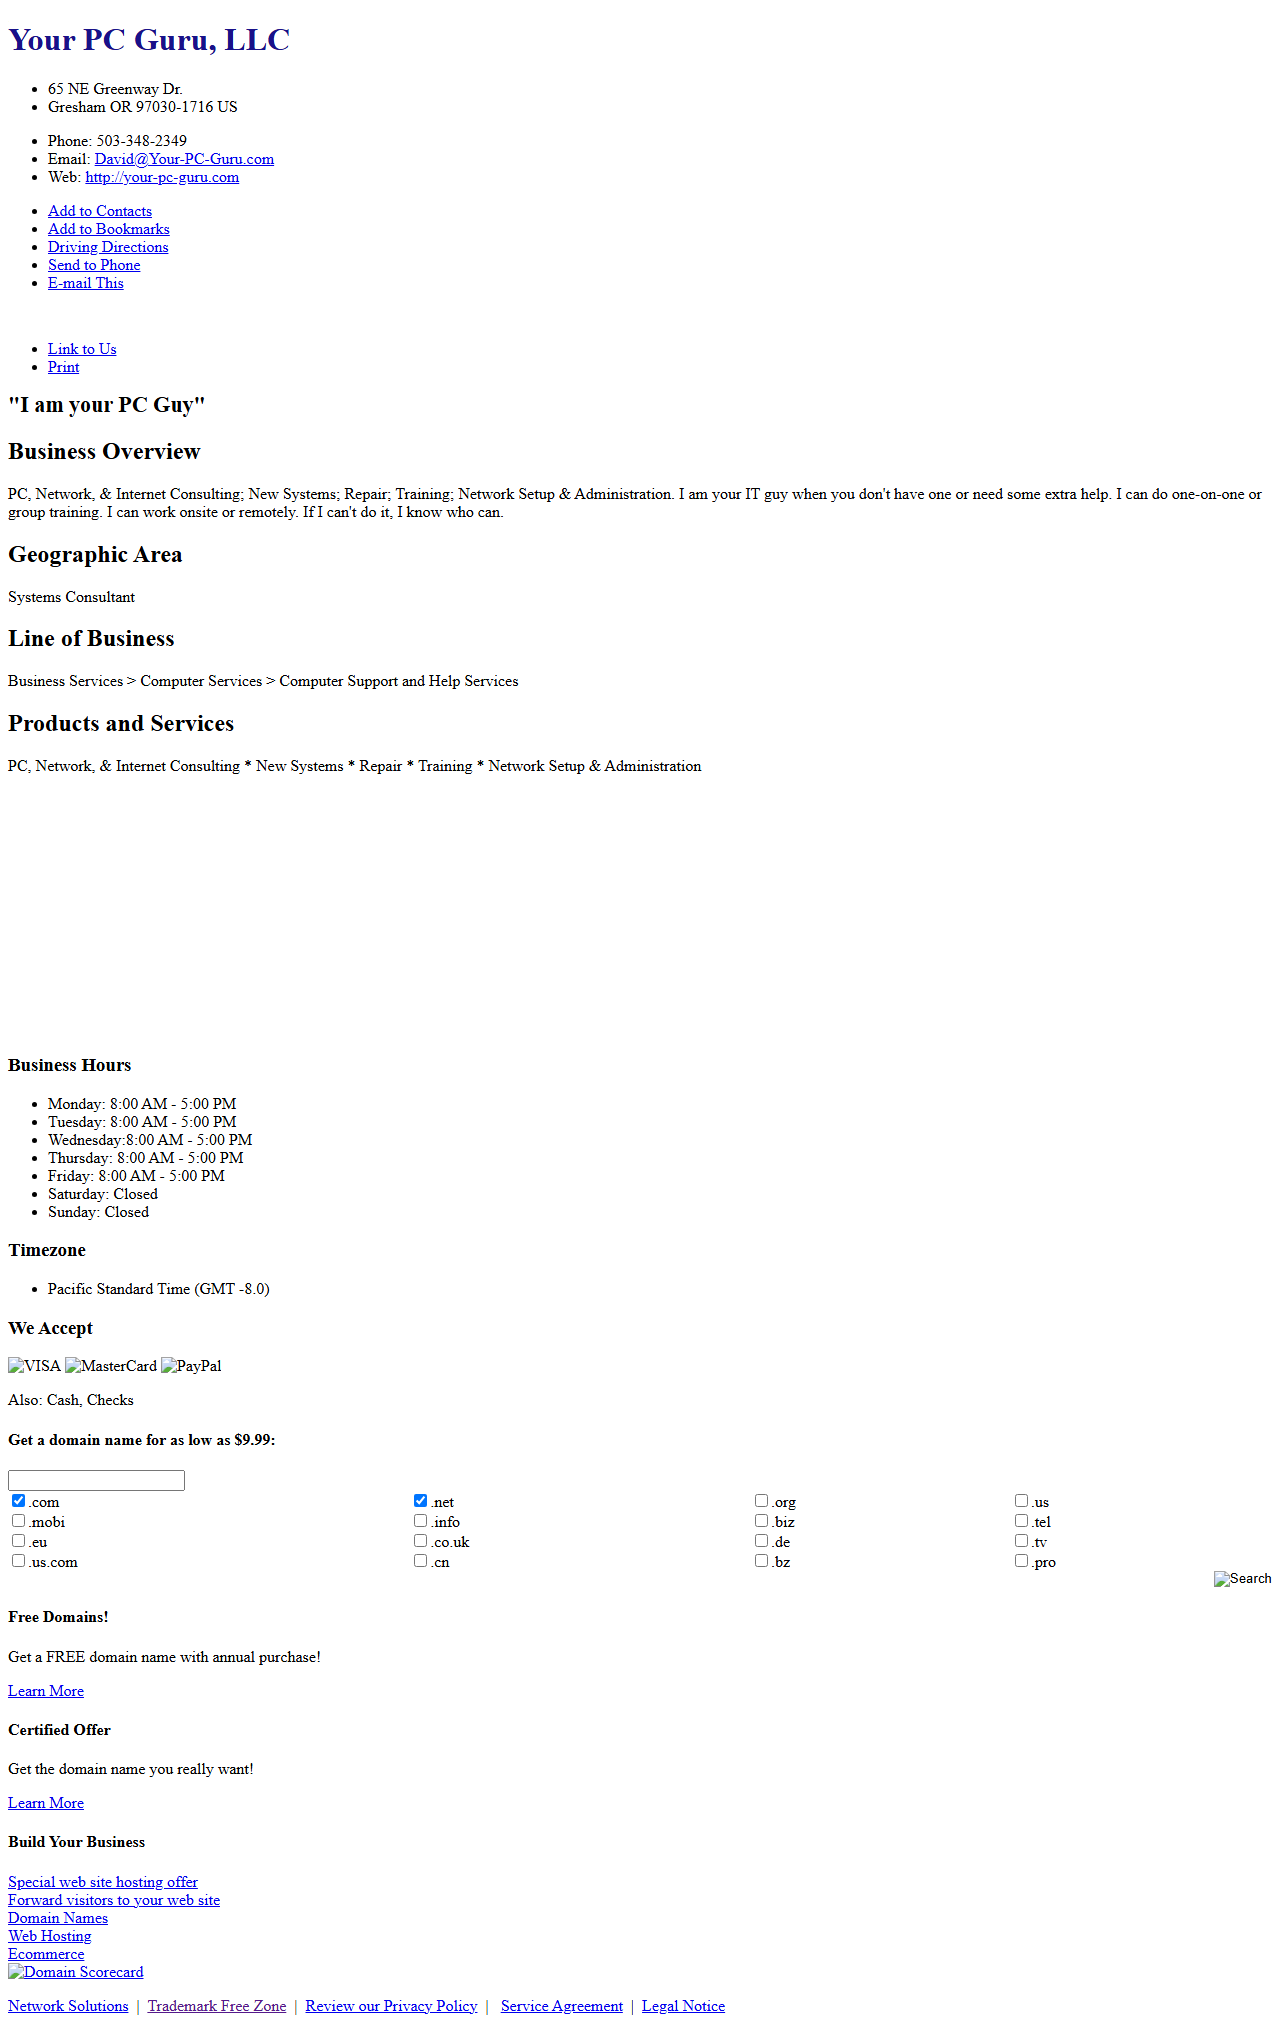 Your PC Guru, LLC
65 NE Greenway Dr.
Gresham OR 97030-1716 US
Phone: 503-348-2349
Email: David@Your-PC-Guru.com
Web: http://your-pc-guru.com
Add to Contacts
Add to Bookmarks
Driving Directions
Send to Phone
E-mail This
Link to Us
Print
"I am your PC Guy"
Business Overview
PC, Network, & Internet Consulting; New Systems; Repair; Training; Network Setup & Administration. I am your IT guy when you don't have one or need some extra help. I can do one-on-one or
group training. I can work onsite or remotely. If I can't do it, I know who can.
Geographic Area
Systems Consultant
Line of Business
Business Services > Computer Services > Computer Support and Help Services
Products and Services
PC, Network, & Internet Consulting * New Systems * Repair * Training * Network Setup & Administration
Business Hours
Monday: 8:00 AM - 5:00 PM
Tuesday: 8:00 AM - 5:00 PM
Wednesday:8:00 AM - 5:00 PM
Thursday: 8:00 AM - 5:00 PM
Friday: 8:00 AM - 5:00 PM
Saturday: Closed
Sunday: Closed
Timezone
Pacific Standard Time (GMT -8.0)
We Accept
VISA MasterCard PayPal
Also: Cash, Checks
Get a domain name for as low as $9.99:
.com .net .org .us
.mobi .info .biz .tel
.eu .co.uk .de .tv
.us.com .cn .bz .pro
Search
Free Domains!
Get a FREE domain name with annual purchase!
Learn More
Certified Offer
Get the domain name you really want!
Learn More
Build Your Business
Special web site hosting offer
Forward visitors to your web site
Domain Names
Web Hosting
Ecommerce
Domain Scorecard
Network Solutions | Trademark Free Zone | Review our Privacy Policy | Service Agreement | Legal Notice